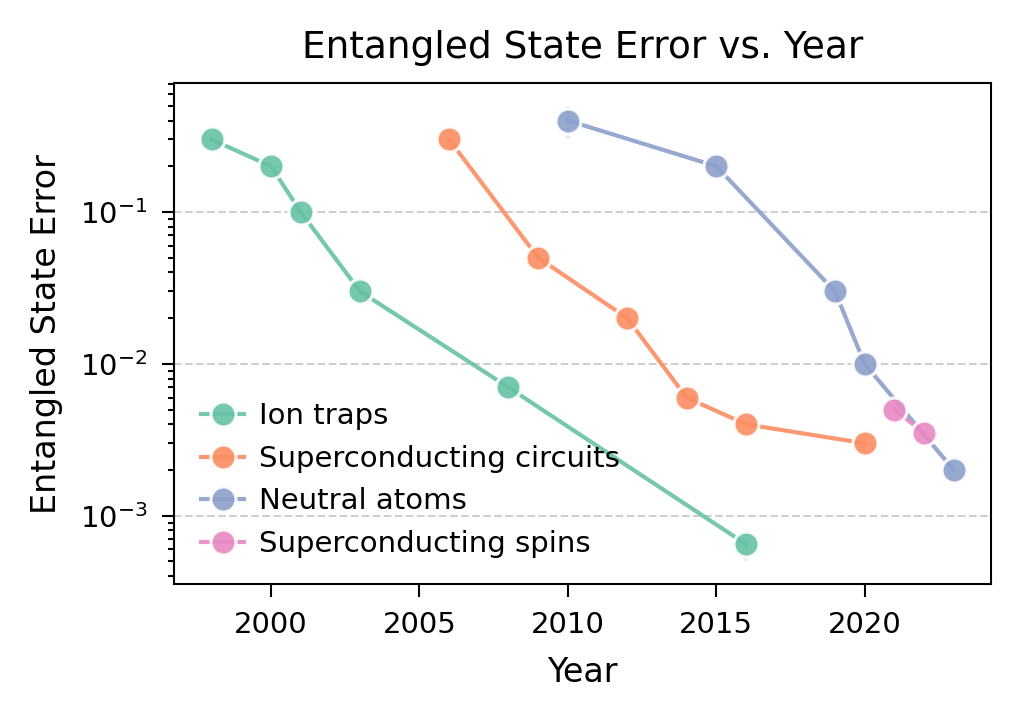 Entangled State Error vs. Year
Entangled State Error
10⁻¹
10⁻²
10⁻³
Ion traps
Superconducting circuits
Neutral atoms
Superconducting spins
2000 2005 2010 2015 2020
Year